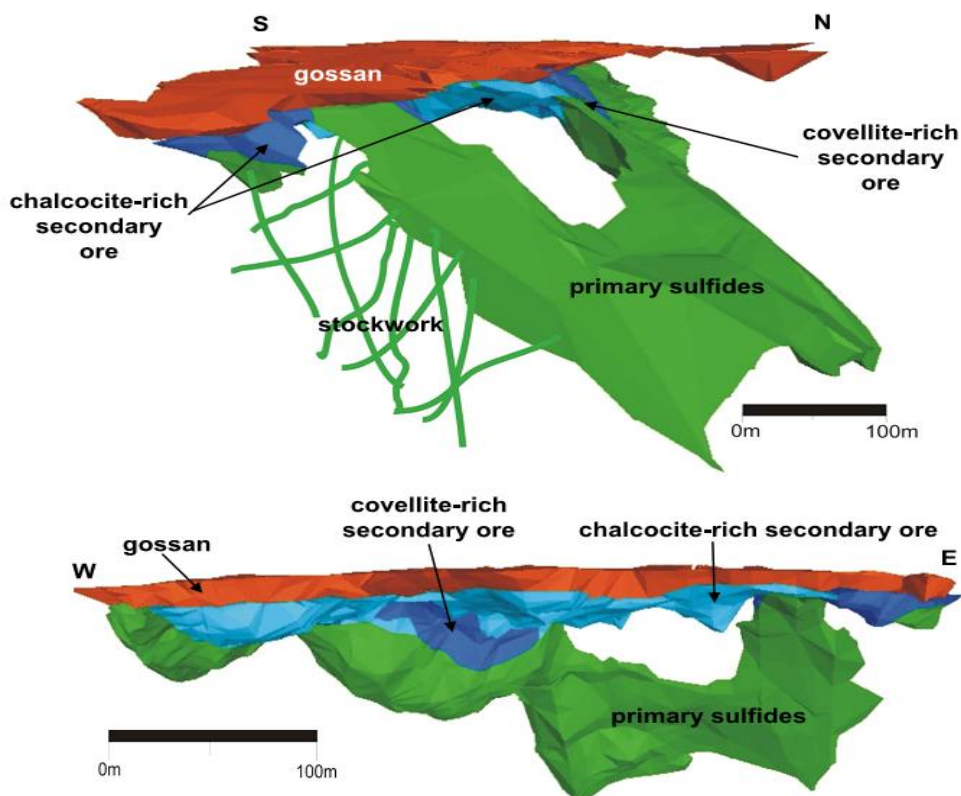 S
N
gossan
covellite-rich
secondary
ore
chalcocite-rich
secondary
ore
primary sulfides
stockwork
0m
100m
covellite-rich
secondary ore
chalcocite-rich secondary ore
gossan
W
E
primary sulfides
0m
100m